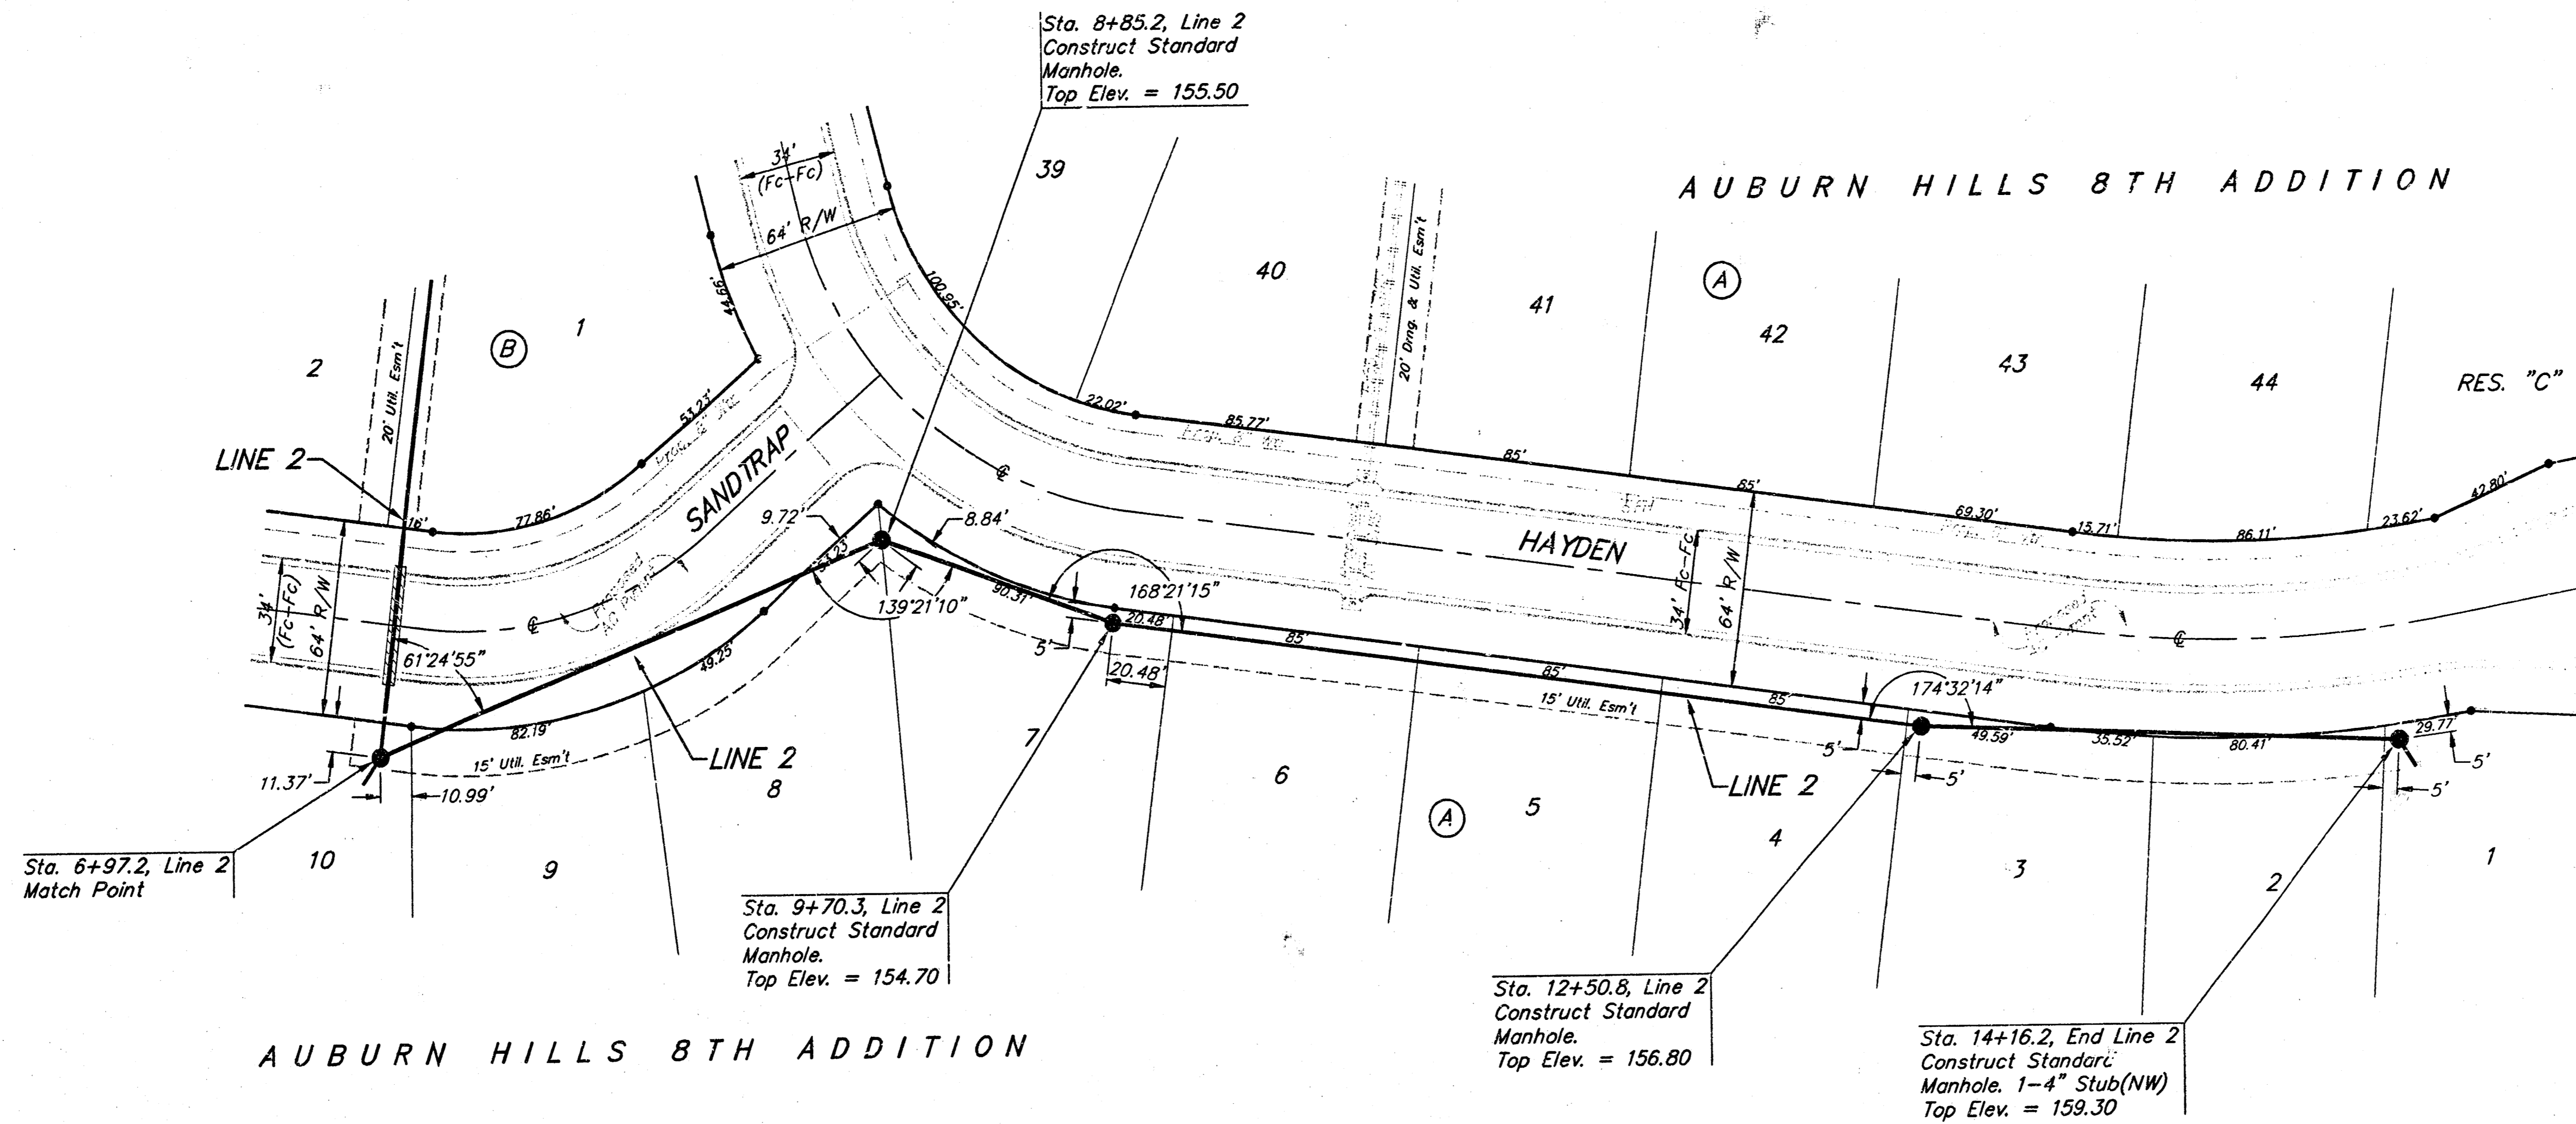 Sta. 8+85.2, Line 2
Construct Standard
Manhole.
Top Elev. = 155.50
34'
(Fc-Fc)
64' R/W
39
AUBURN HILLS 8TH ADDITION
44.66'
100.95'
40
20' Drng. & Util. Esm't
41
A
42
43
44
RES. "C"
2
20' Util. Esm't
B
1
53.23'
22.02'
85.77'
85'
85'
69.30'
15.71'
86.11'
23.62'
42.80'
LINE 2
16'
77.86'
SANDTRAP
9.72'
8.84'
53.23'
HAYDEN
34' Fc-Fc
64' R/W
34'
(Fc-Fc)
64' R/W
61°24'55"
139°21'10"
90.31'
168°21'15"
20.48'
5'
20.48'
85'
85'
85'
15' Util. Esm't
174°32'14"
49.25'
82.19'
15' Util. Esm't
LINE 2
11.37'
10.99'
7
8
6
A
5
LINE 2
5'
5'
49.59'
35.52'
80.41'
29.77'
5'
5'
4
3
2
1
10
9
Sta. 6+97.2, Line 2
Match Point
Sta. 9+70.3, Line 2
Construct Standard
Manhole.
Top Elev. = 154.70
Sta. 12+50.8, Line 2
Construct Standard
Manhole.
Top Elev. = 156.80
Sta. 14+16.2, End Line 2
Construct Standard
Manhole. 1-4" Stub(NW)
Top Elev. = 159.30
AUBURN HILLS 8TH ADDITION